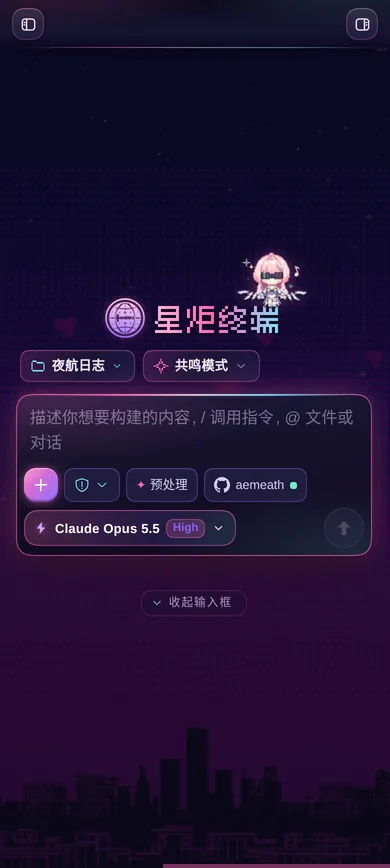 星炬终端
夜航日志
共鸣模式
描述你想要构建的内容, / 调用指令, @ 文件或
对话
预处理
aemeath
Claude Opus 5.5 High
收起输入框